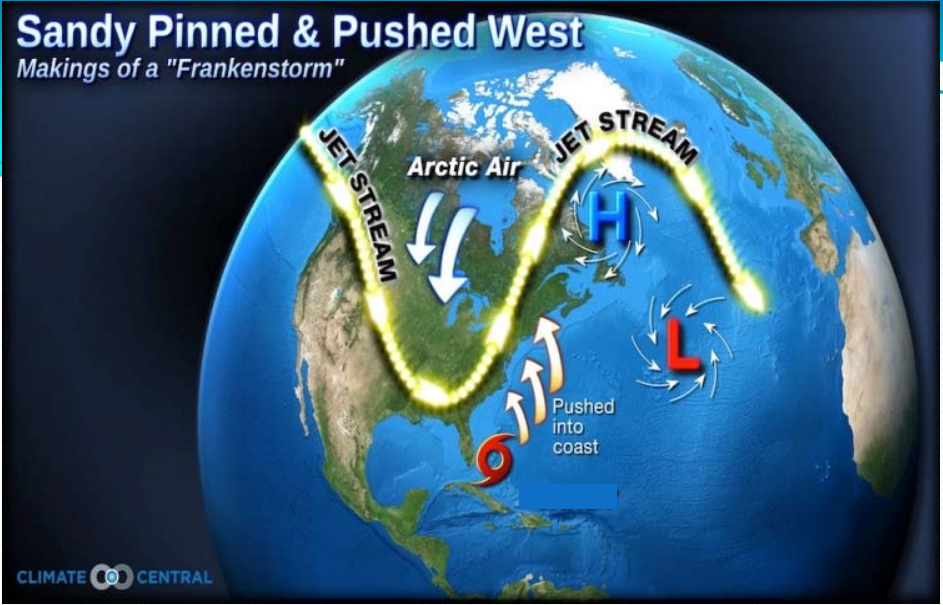 Sandy Pinned & Pushed West
Makings of a "Frankenstorm"
JET STREAM
Arctic Air
JET STREAM
H
L
Pushed
into
coast
CLIMATE CENTRAL